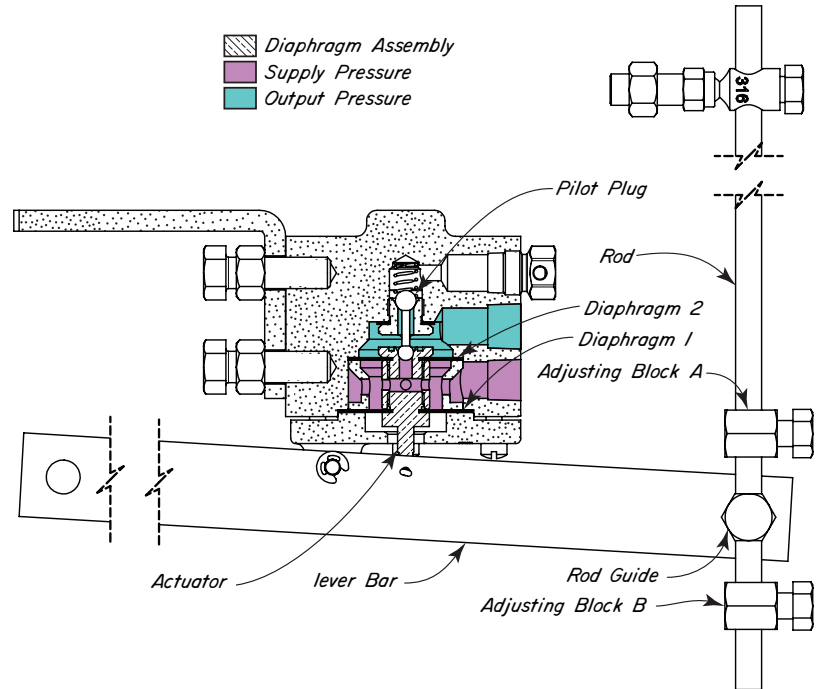 Diaphragm Assembly
Supply Pressure
Output Pressure
316
Pilot Plug
Rod
Diaphragm 2
Diaphragm 1
Adjusting Block A
Actuator
lever Bar
Rod Guide
Adjusting Block B